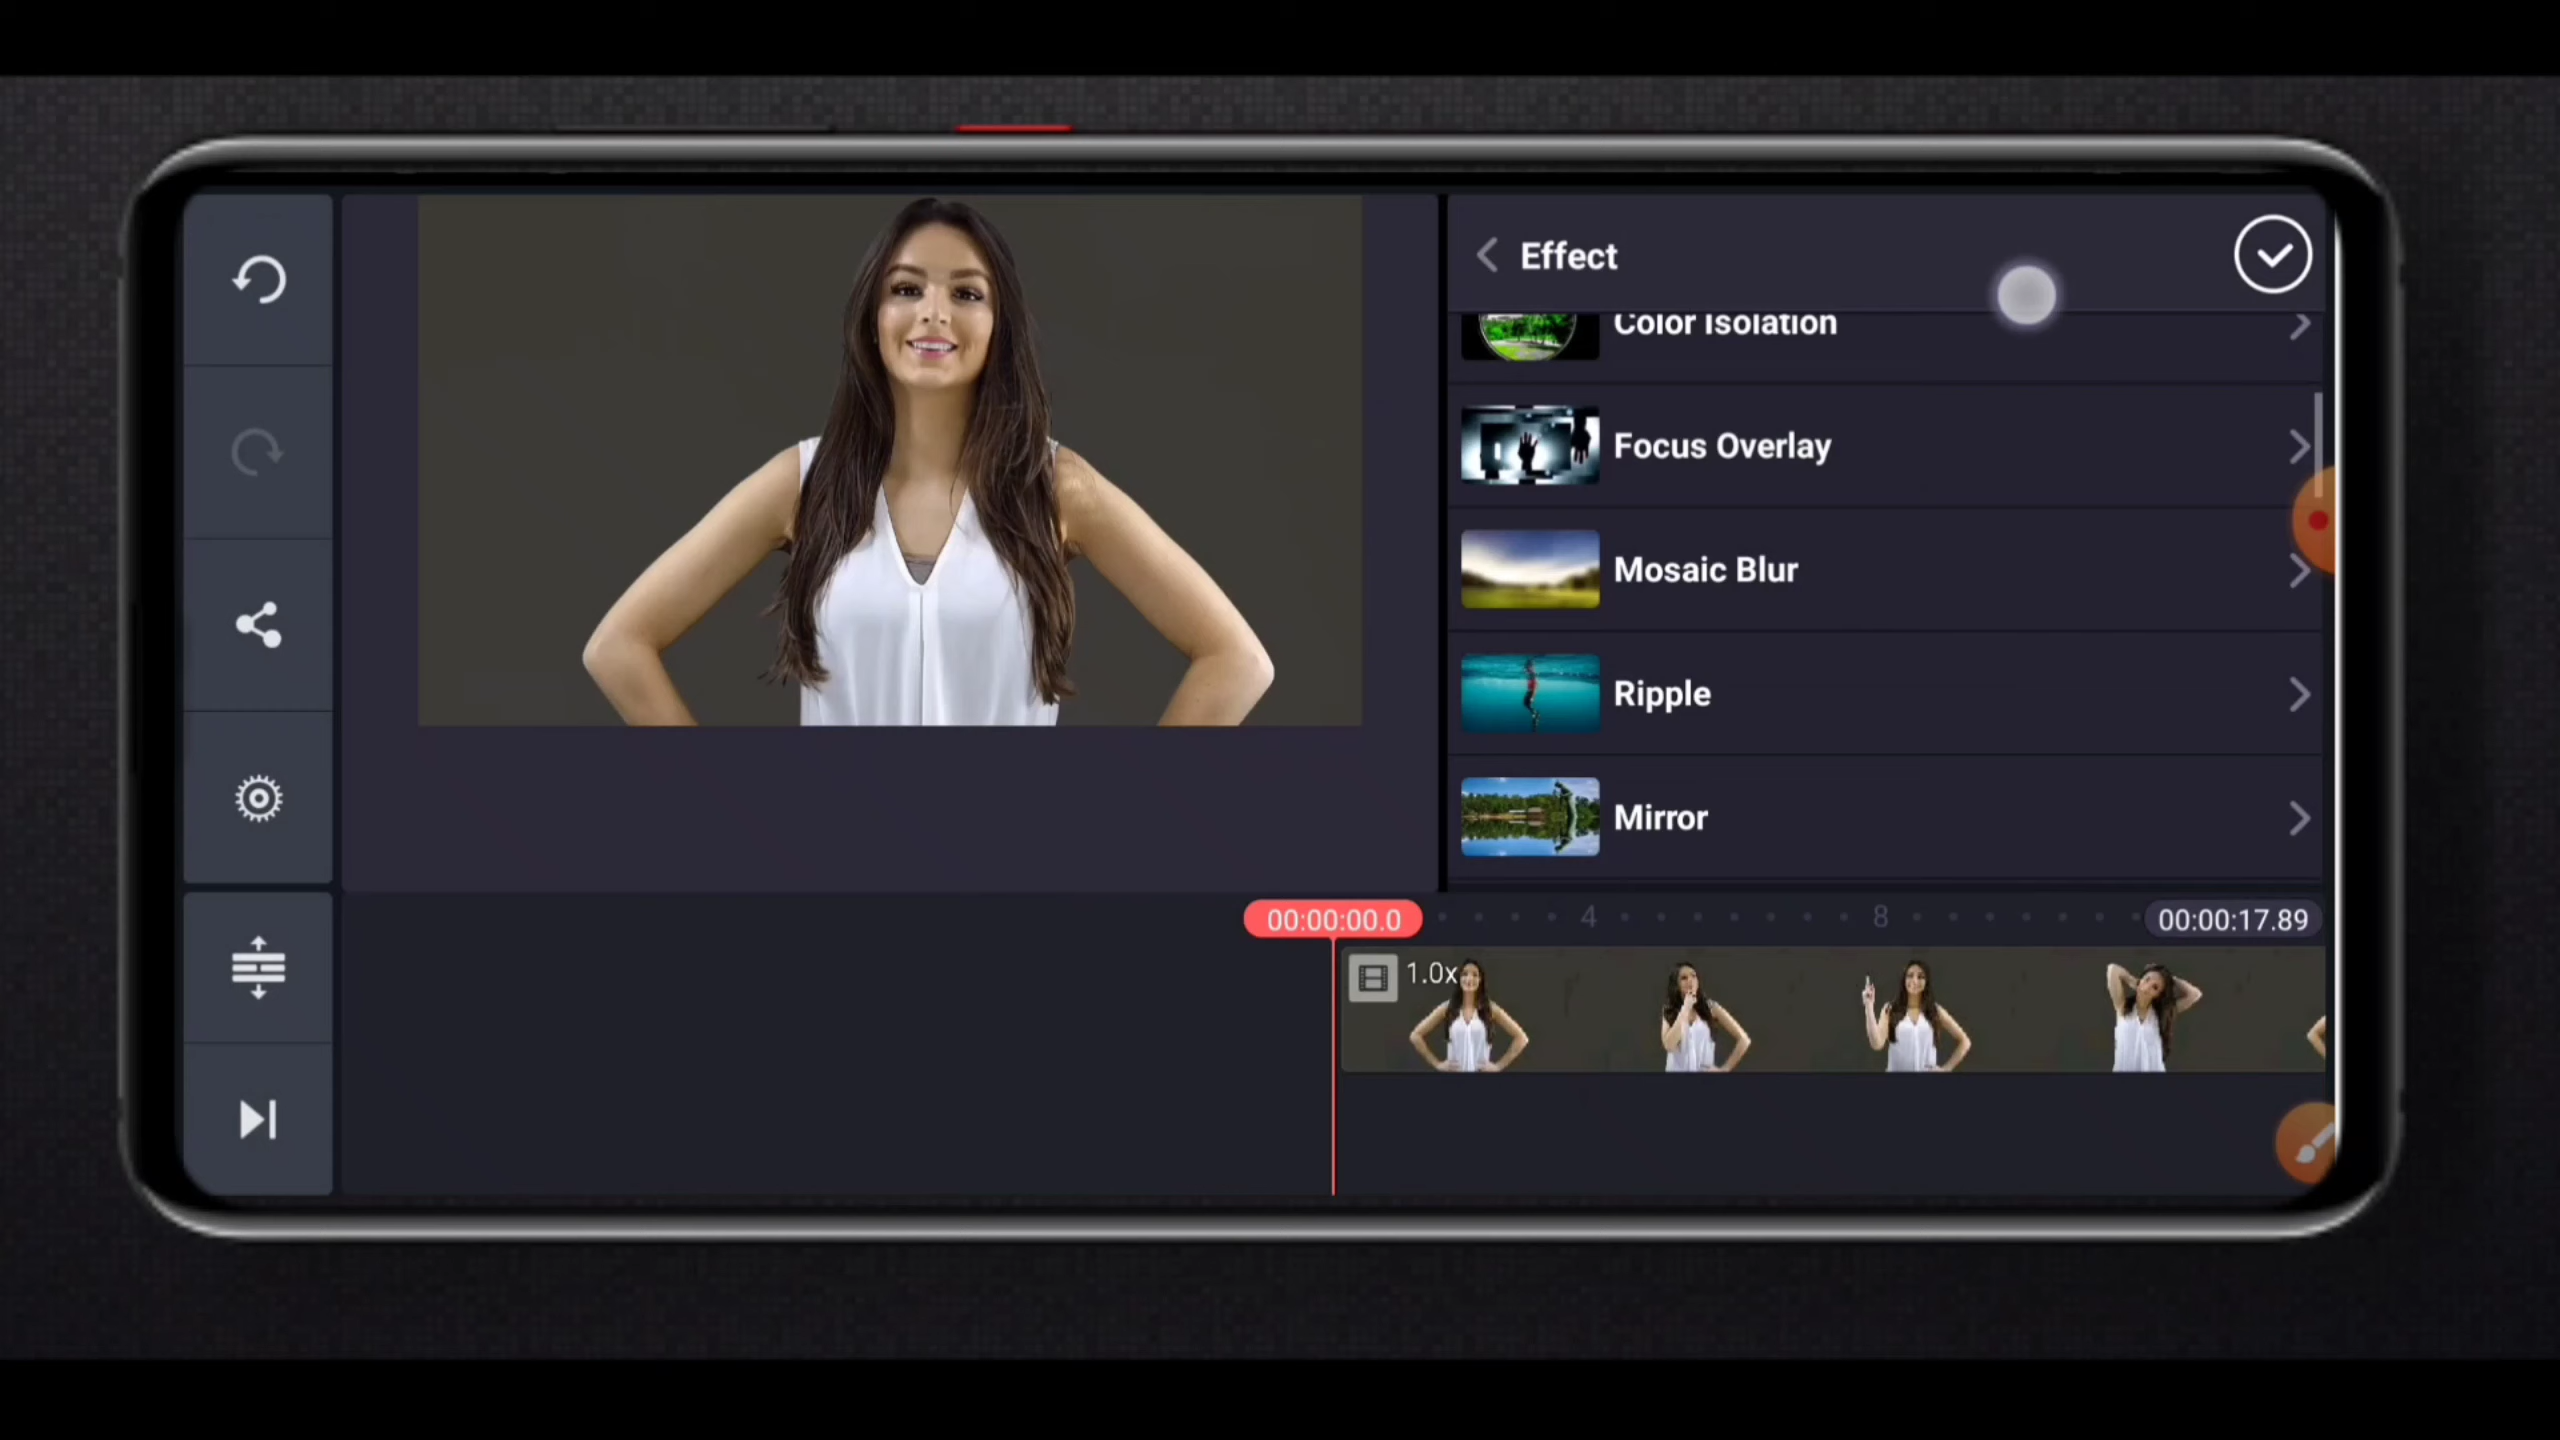 Effect
Color Isolation
Focus Overlay
Mosaic Blur
Ripple
Mirror
00:00:00.0
4
8
00:00:17.89
1.0x